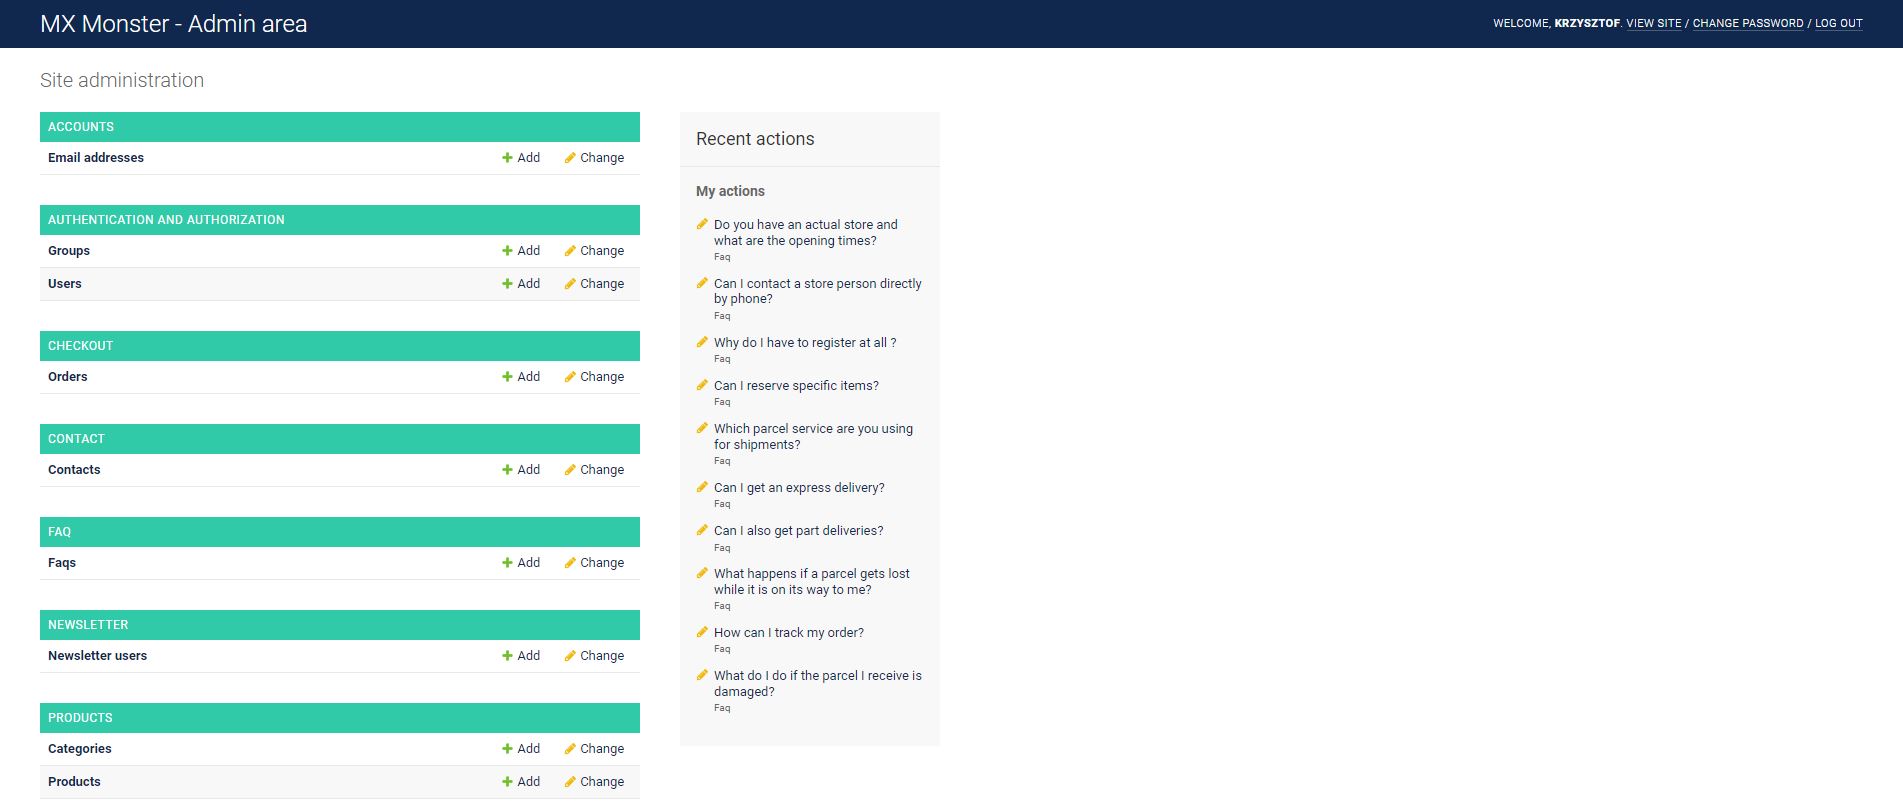 MX Monster - Admin area
WELCOME, KRZYSZTOF. VIEW SITE / CHANGE PASSWORD / LOG OUT
Site administration
ACCOUNTS
Email addresses Add Change
AUTHENTICATION AND AUTHORIZATION
Groups Add Change
Users Add Change
CHECKOUT
Orders Add Change
CONTACT
Contacts Add Change
FAQ
Faqs Add Change
NEWSLETTER
Newsletter users Add Change
PRODUCTS
Categories Add Change
Products Add Change
Recent actions
My actions
Do you have an actual store and
what are the opening times?
Faq
Can I contact a store person directly
by phone?
Faq
Why do I have to register at all ?
Faq
Can I reserve specific items?
Faq
Which parcel service are you using
for shipments?
Faq
Can I get an express delivery?
Faq
Can I also get part deliveries?
Faq
What happens if a parcel gets lost
while it is on its way to me?
Faq
How can I track my order?
Faq
What do I do if the parcel I receive is
damaged?
Faq